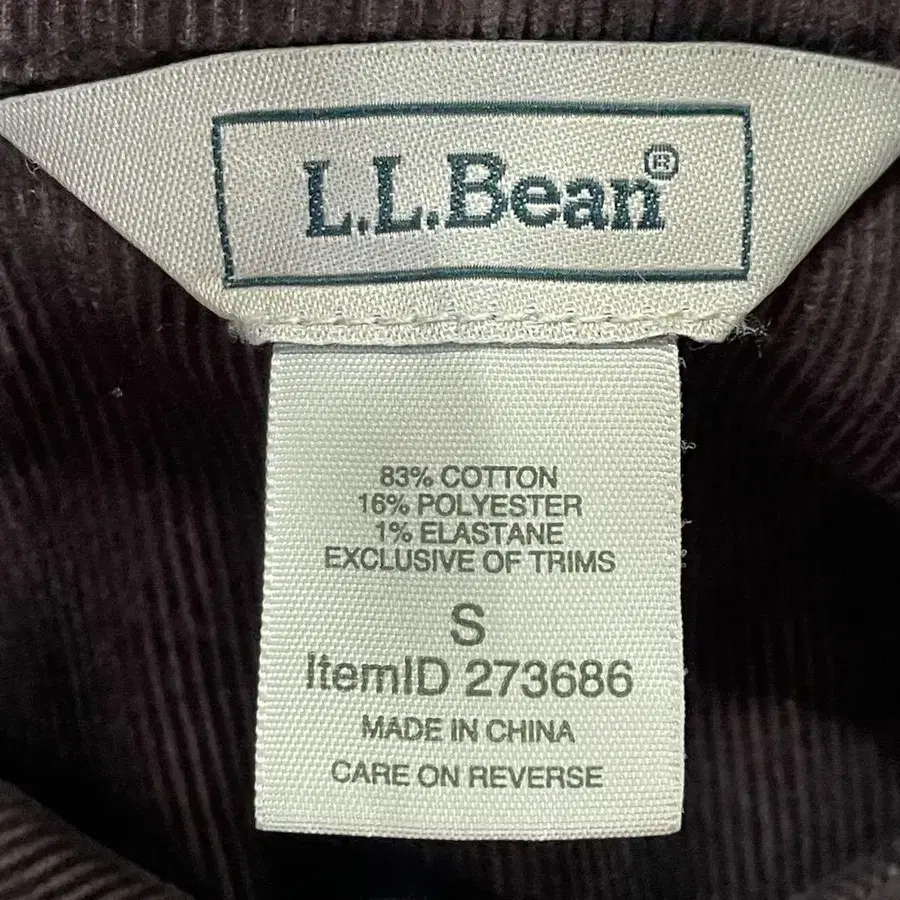 L.L.Bean®
83% COTTON
16% POLYESTER
1% ELASTANE
EXCLUSIVE OF TRIMS
S
ItemID 273686
MADE IN CHINA
CARE ON REVERSE